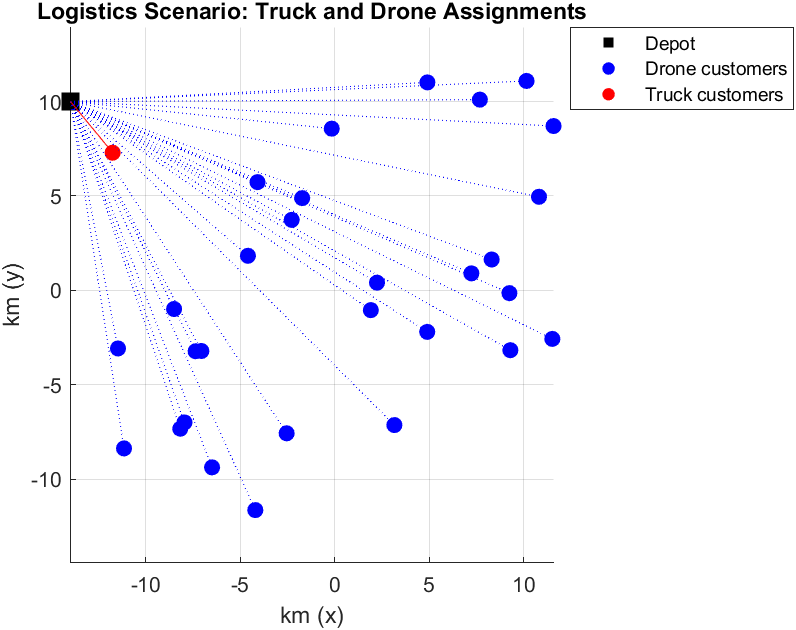 Logistics Scenario: Truck and Drone Assignments
Depot
Drone customers
Truck customers
10
5
0
-5
-10
km (y)
-10
-5
0
5
10
km (x)